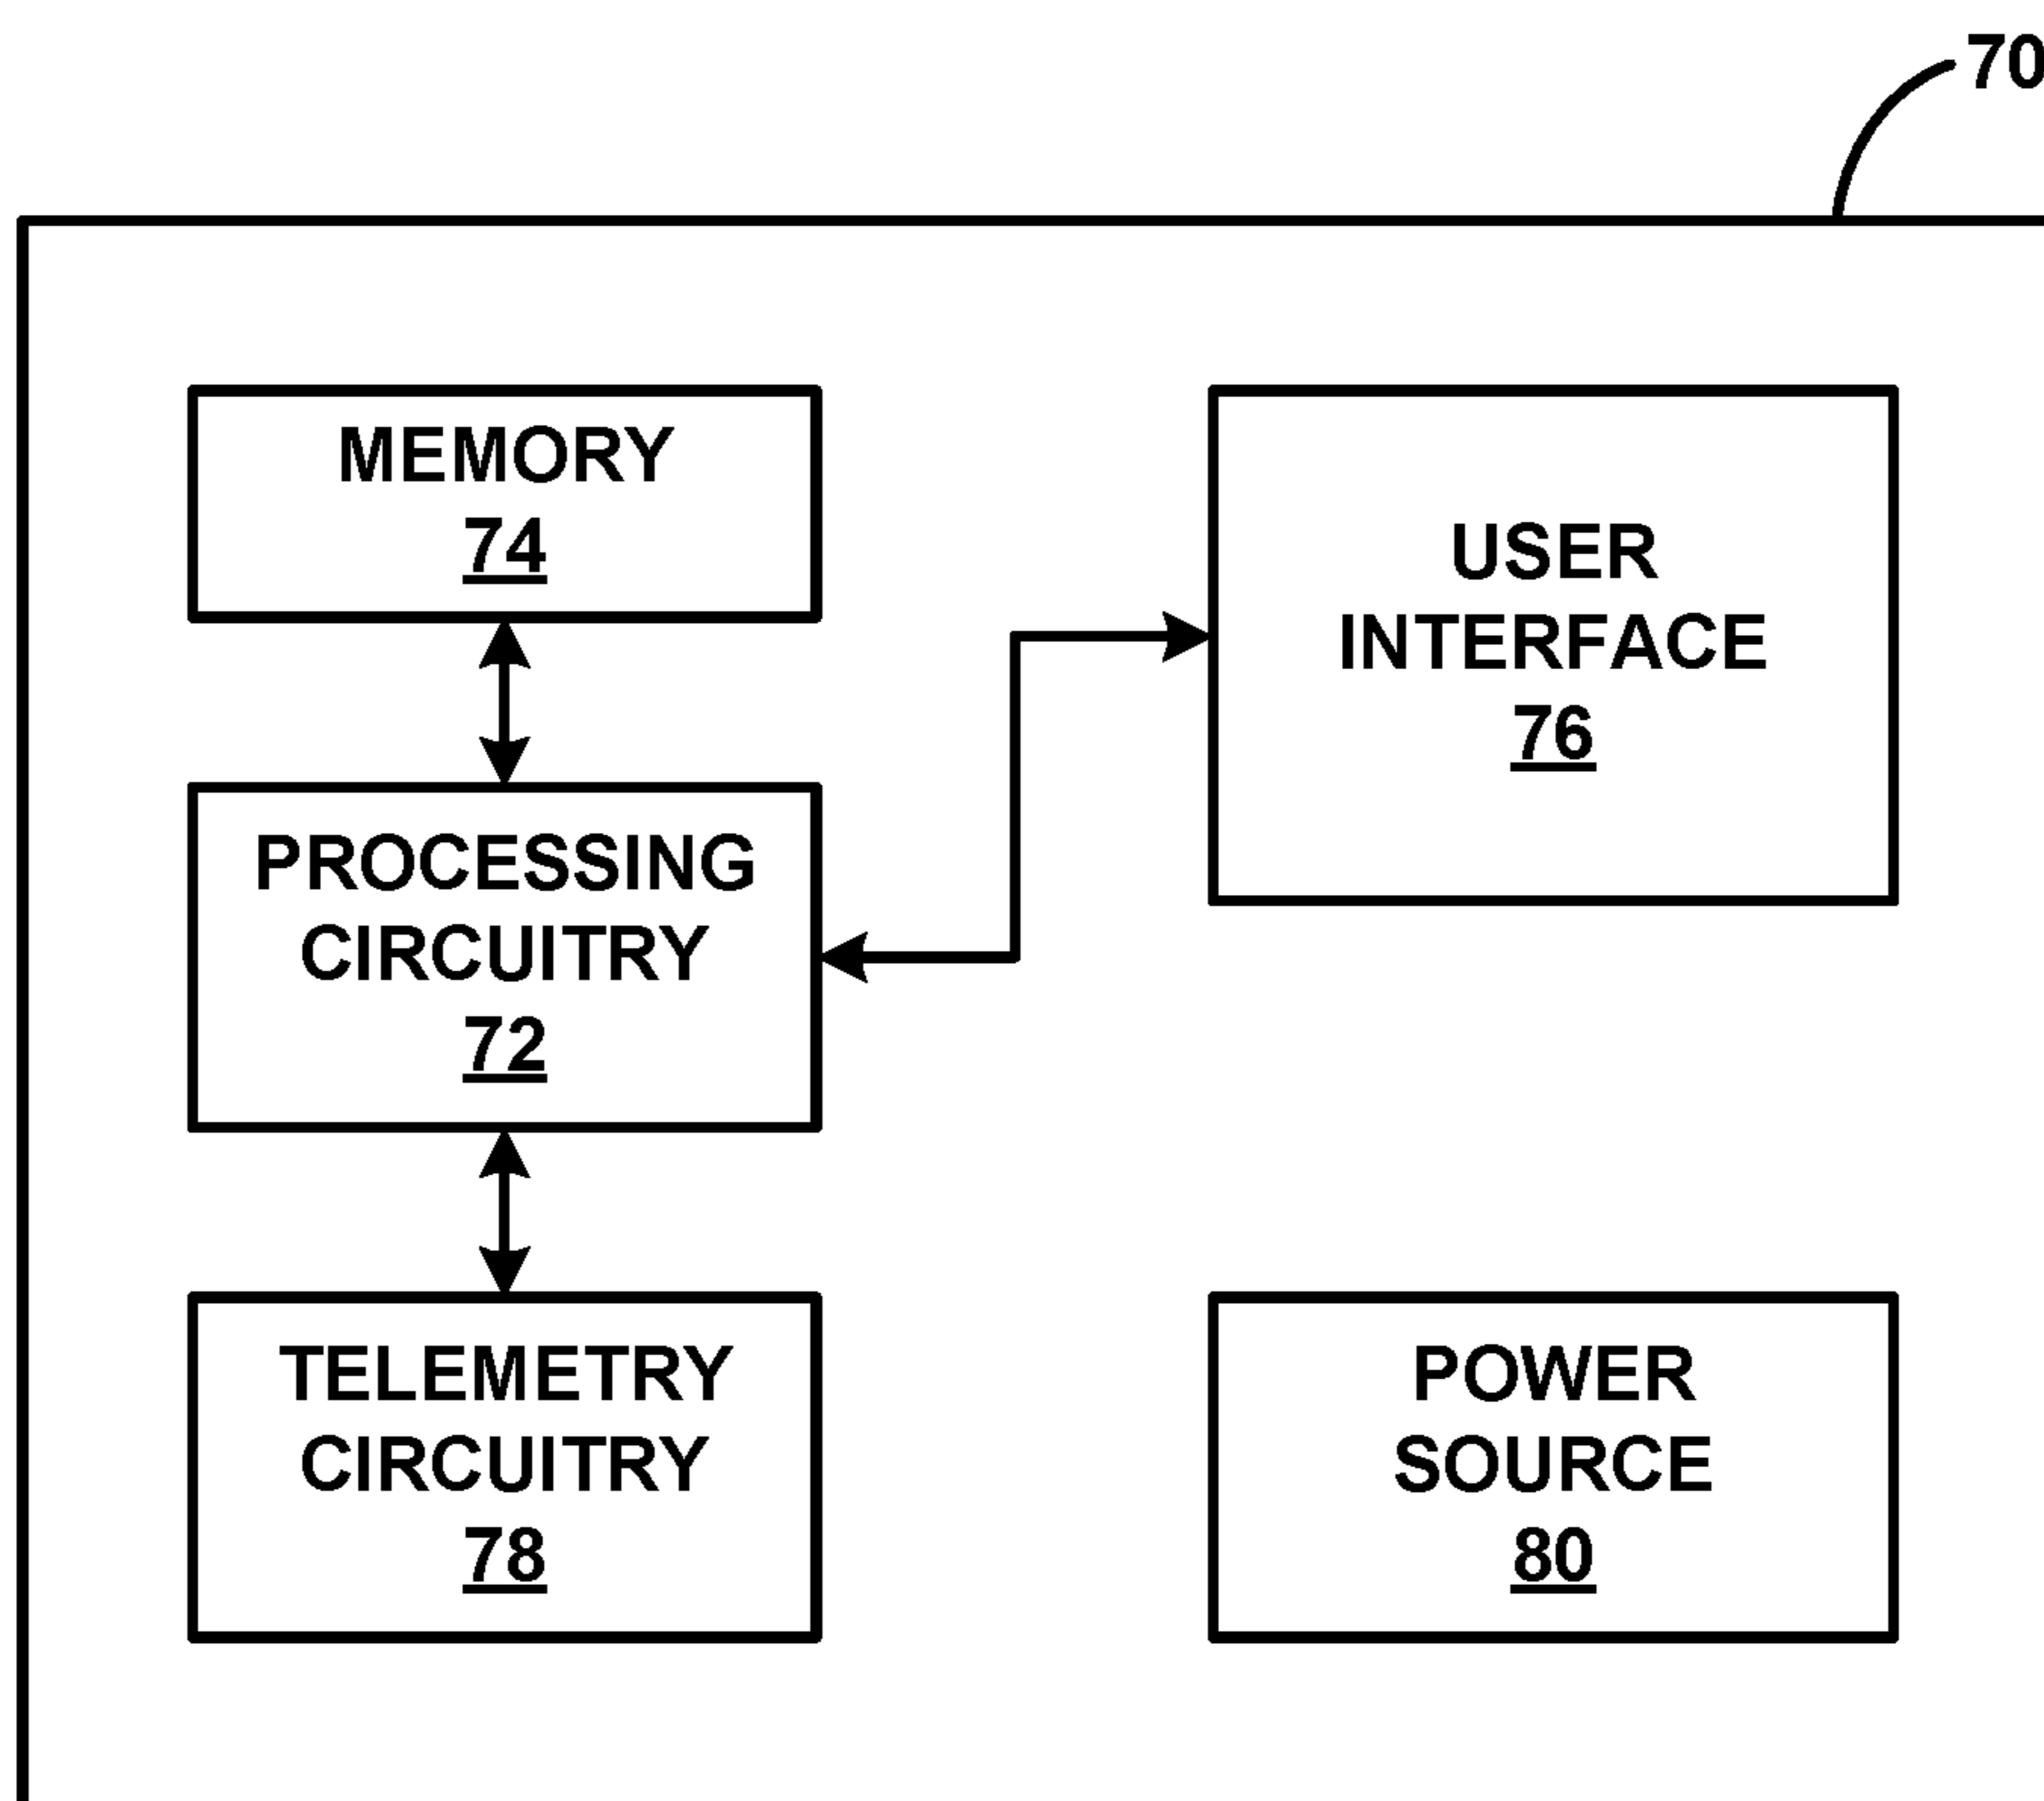 70
MEMORY
74
USER
INTERFACE
76
PROCESSING
CIRCUITRY
72
TELEMETRY
CIRCUITRY
78
POWER
SOURCE
80